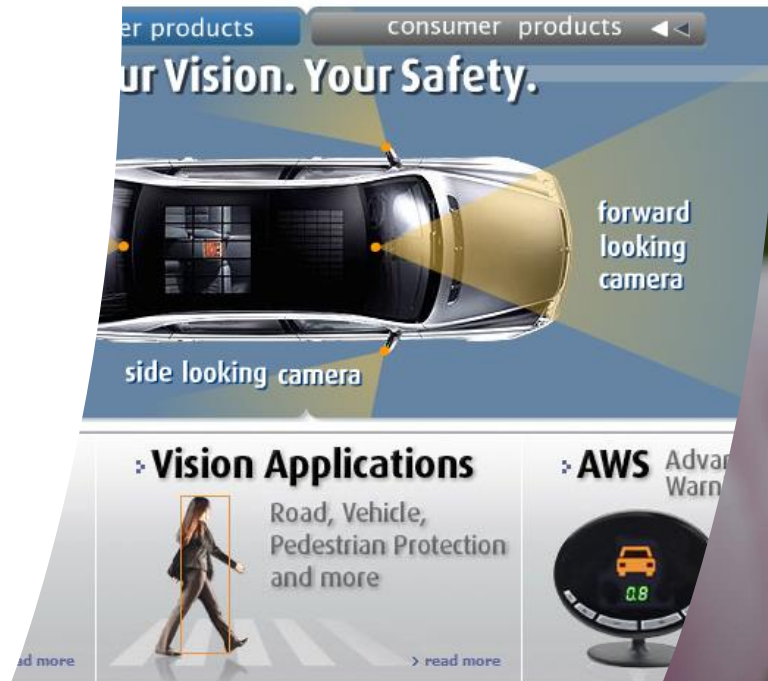 er products
consumer products
ur Vision. Your Safety.
forward
looking
camera
side looking camera
Vision Applications
Road, Vehicle,
Pedestrian Protection
and more
> read more
AWS Advan
Warn
0.8
ad more